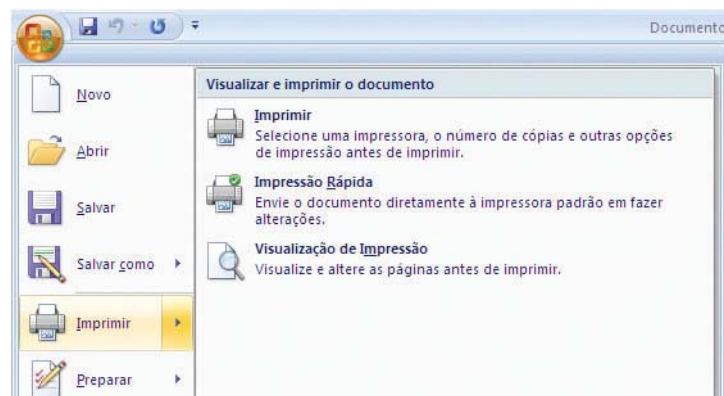 Documento
Novo
Abrir
Salvar
Salvar como
Imprimir
Preparar
Visualizar e imprimir o documento
Imprimir
Selecione uma impressora, o número de cópias e outras opções
de impressão antes de imprimir.
Impressão Rápida
Envie o documento diretamente à impressora padrão em fazer
alterações.
Visualização de Impressão
Visualize e altere as páginas antes de imprimir.